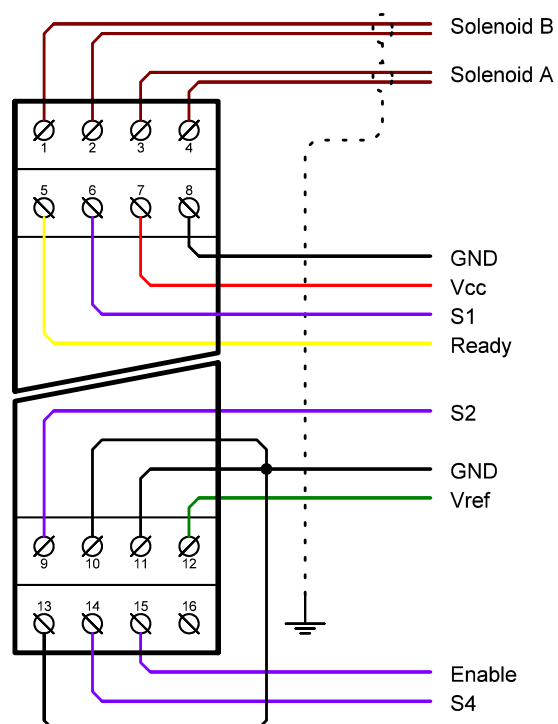 Solenoid B
Solenoid A
1 2 3 4
5 6 7 8
GND
Vcc
S1
Ready
S2
GND
Vref
9 10 11 12
13 14 15 16
Enable
S4